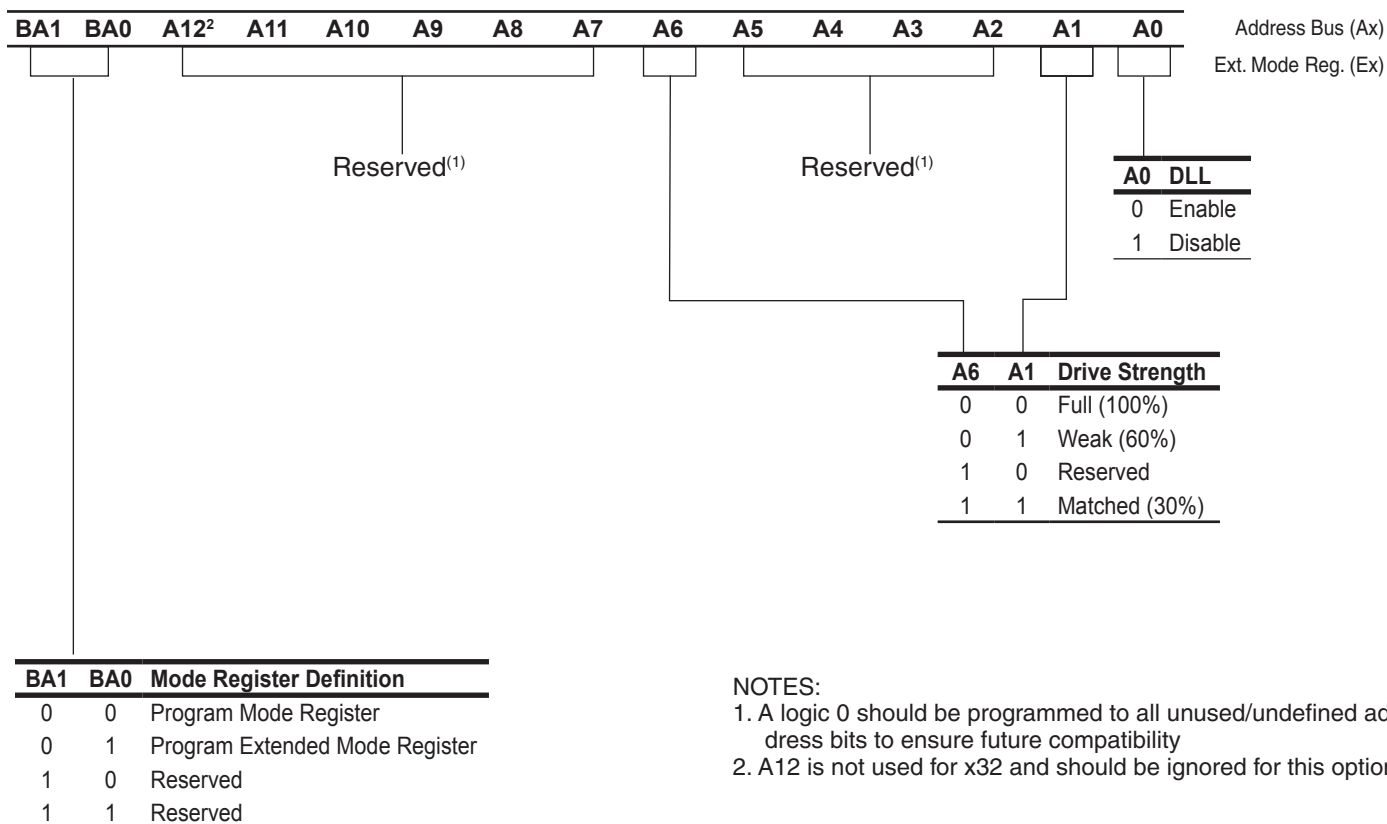 BA1 BA0 A12² A11 A10 A9 A8 A7 A6 A5 A4 A3 A2 A1 A0 Address Bus (Ax)
Ext. Mode Reg. (Ex)
Reserved(1) Reserved(1)
A0 DLL
0 Enable
1 Disable
A6 A1 Drive Strength
0 0 Full (100%)
0 1 Weak (60%)
1 0 Reserved
1 1 Matched (30%)
BA1 BA0 Mode Register Definition
0 0 Program Mode Register
0 1 Program Extended Mode Register
1 0 Reserved
1 1 Reserved
NOTES:
1. A logic 0 should be programmed to all unused/undefined ad
dress bits to ensure future compatibility
2. A12 is not used for x32 and should be ignored for this option